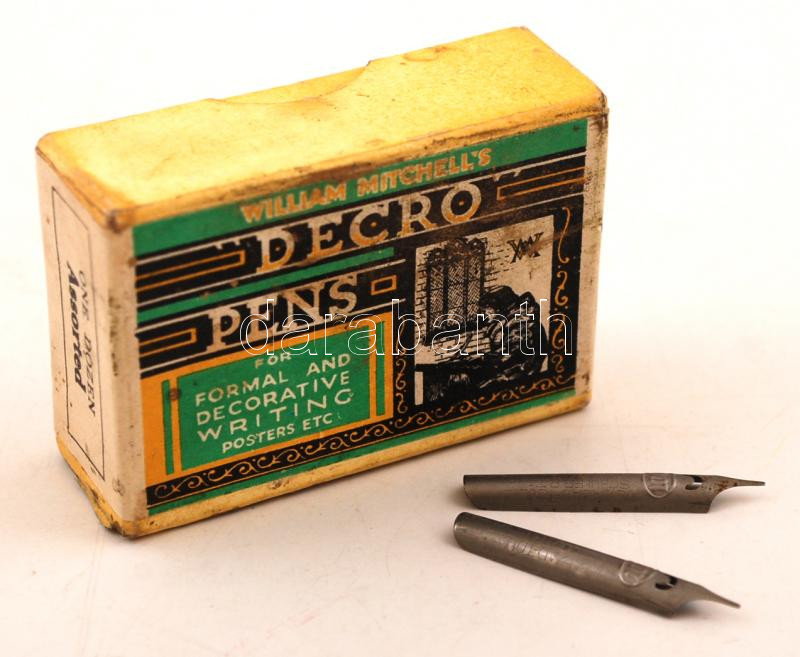 WILLIAM MITCHELL'S
DECRO
PENS
FOR
FORMAL AND
DECORATIVE
WRITING
POSTERS ETC.
ONE DOZEN
Assorted
darabanth